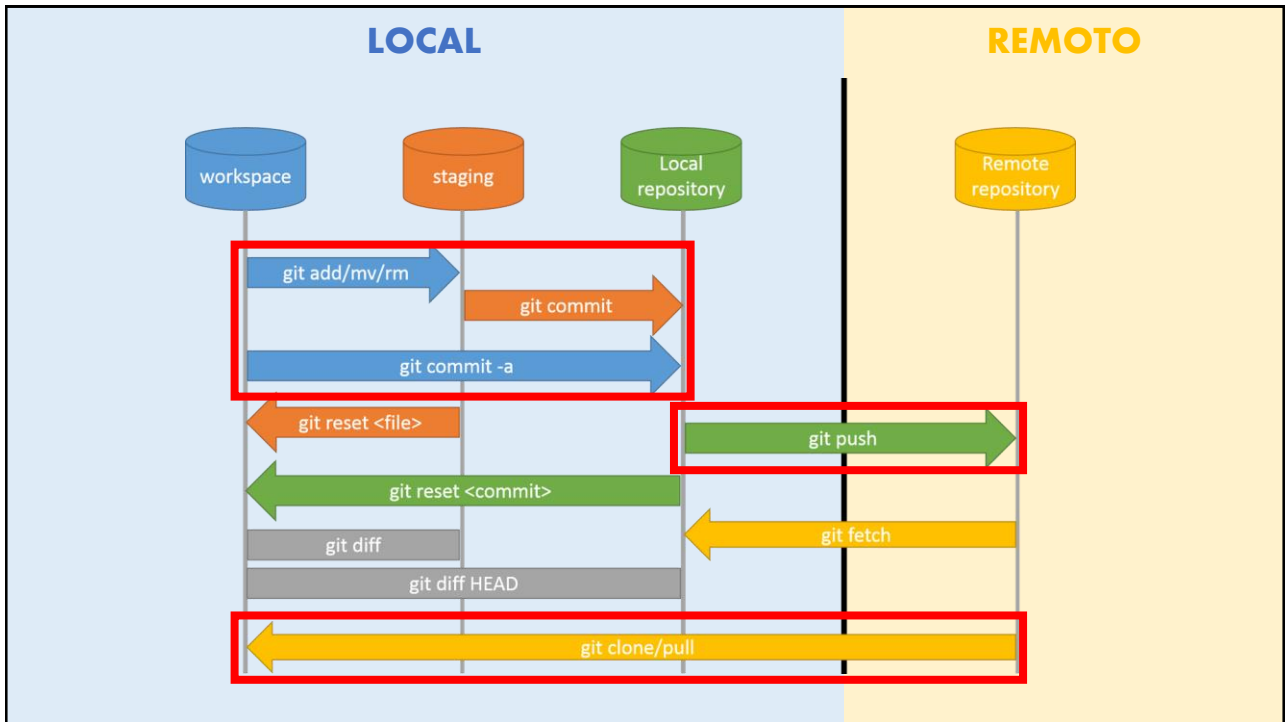 LOCAL
REMOTO
workspace
staging
Local
repository
Remote
repository
git add/mv/rm
git commit
git commit -a
git reset <file>
git push
git reset <commit>
git fetch
git diff
git diff HEAD
git clone/pull